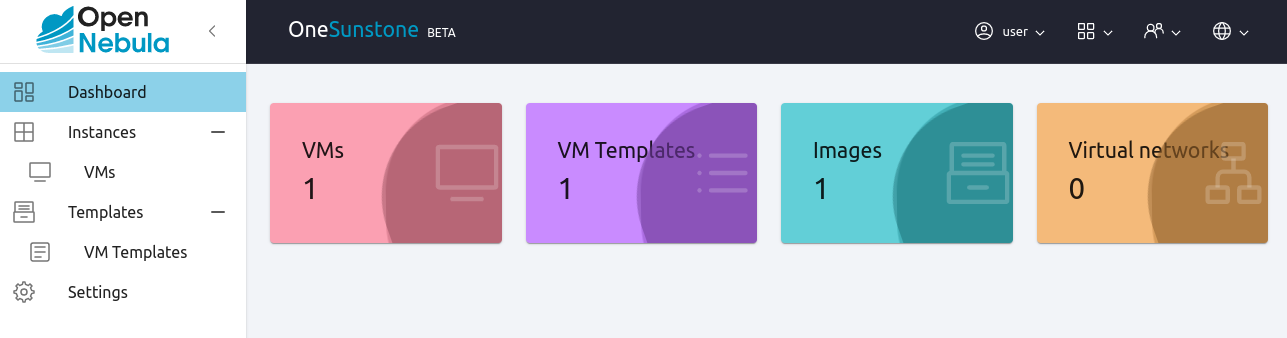 Open
Nebula
OneSunstone BETA
user
Dashboard
Instances
VMs
Templates
VM Templates
Settings
VMs
1
VM Templates
1
Images
1
Virtual networks
0